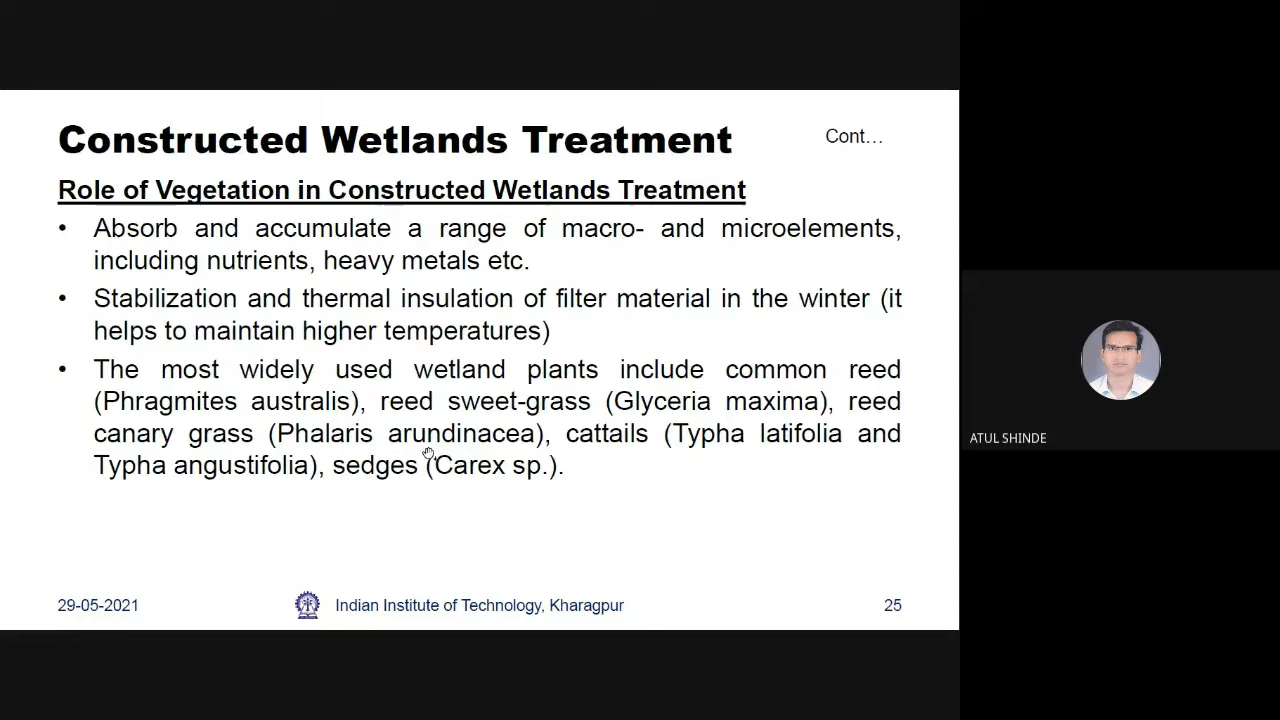 Constructed Wetlands Treatment
Cont...
Role of Vegetation in Constructed Wetlands Treatment
• Absorb and accumulate a range of macro- and microelements,
including nutrients, heavy metals etc.
• Stabilization and thermal insulation of filter material in the winter (it
helps to maintain higher temperatures)
• The most widely used wetland plants include common reed
(Phragmites australis), reed sweet-grass (Glyceria maxima), reed
canary grass (Phalaris arundinacea), cattails (Typha latifolia and
Typha angustifolia), sedges (Carex sp.).
ATUL SHINDE
29-05-2021
Indian Institute of Technology, Kharagpur
25